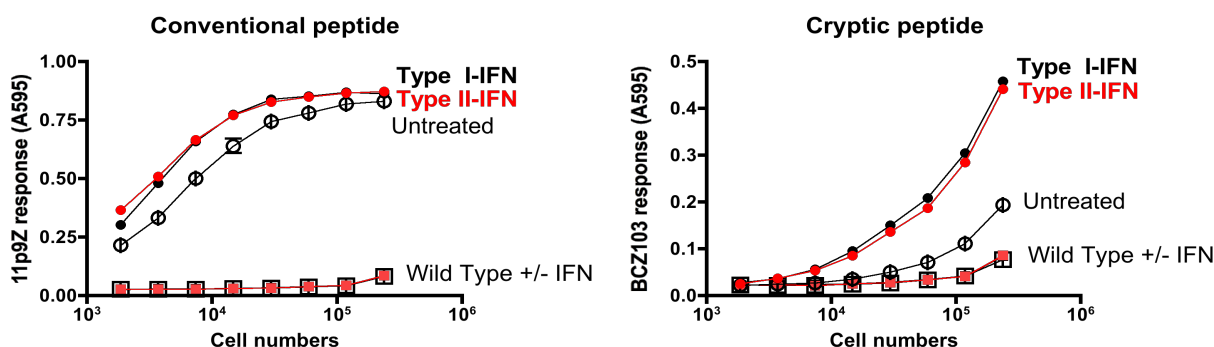 Conventional peptide
11p9Z response (A595)
1.00
0.75
0.50
0.25
0.00
Type I-IFN
Type II-IFN
Untreated
Wild Type +/- IFN
10³
10⁴
10⁵
10⁶
Cell numbers
Cryptic peptide
BCZ103 response (A595)
0.5
0.4
0.3
0.2
0.1
0.0
Type I-IFN
Type II-IFN
Untreated
Wild Type +/- IFN
10³
10⁴
10⁵
10⁶
Cell numbers